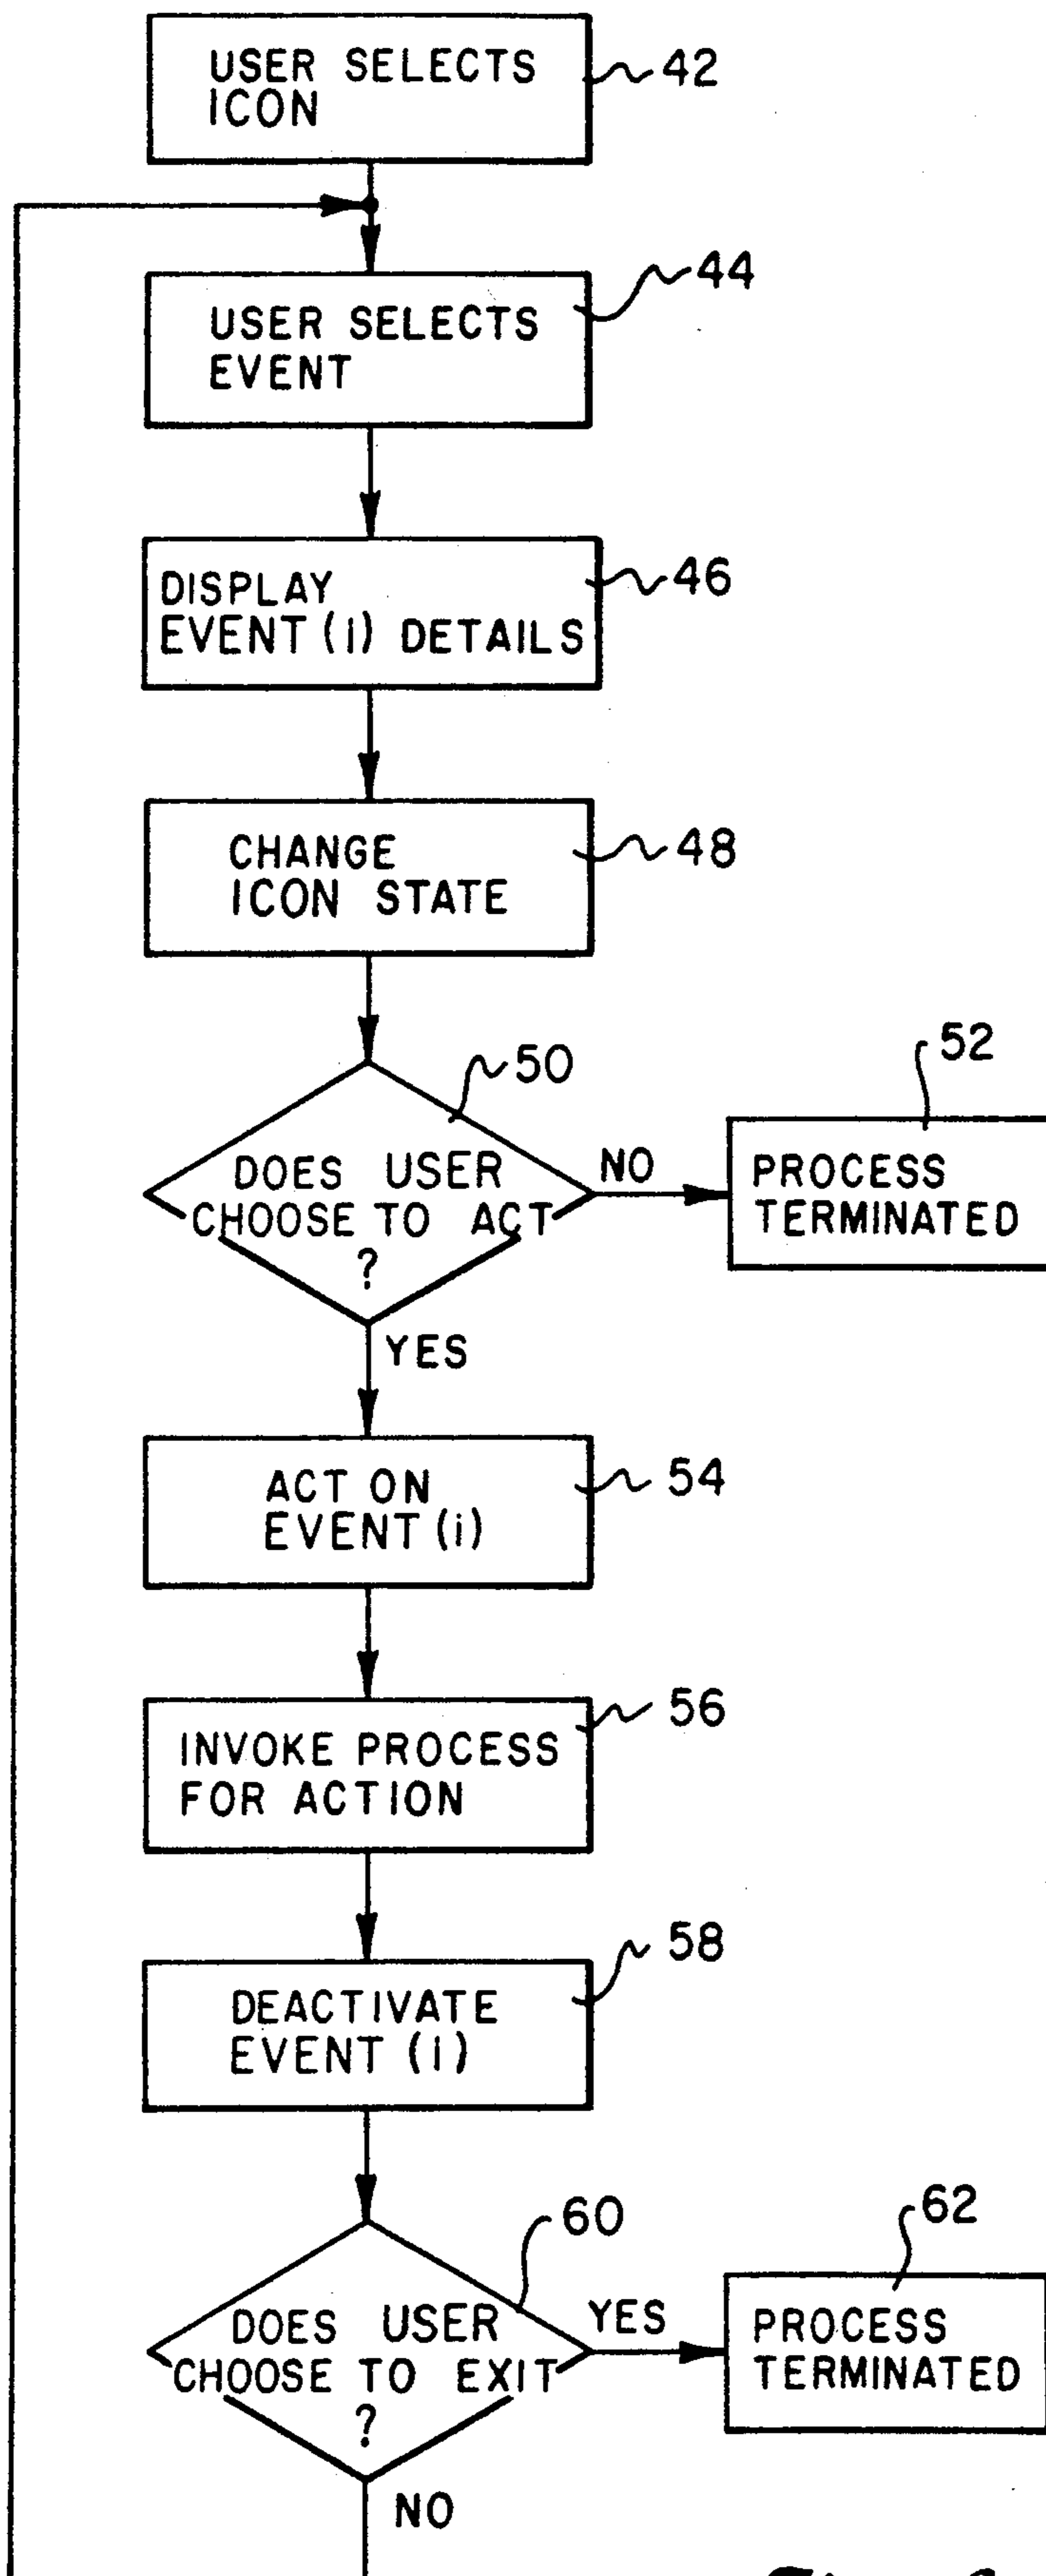 USER SELECTS
ICON
42
44
USER SELECTS
EVENT
46
DISPLAY
EVENT (i) DETAILS
48
CHANGE
ICON STATE
50
52
DOES USER
CHOOSE TO ACT
?
NO
PROCESS
TERMINATED
YES
54
ACT ON
EVENT (i)
56
INVOKE PROCESS
FOR ACTION
58
DEACTIVATE
EVENT (i)
60
62
DOES USER
CHOOSE TO EXIT
?
YES
PROCESS
TERMINATED
NO